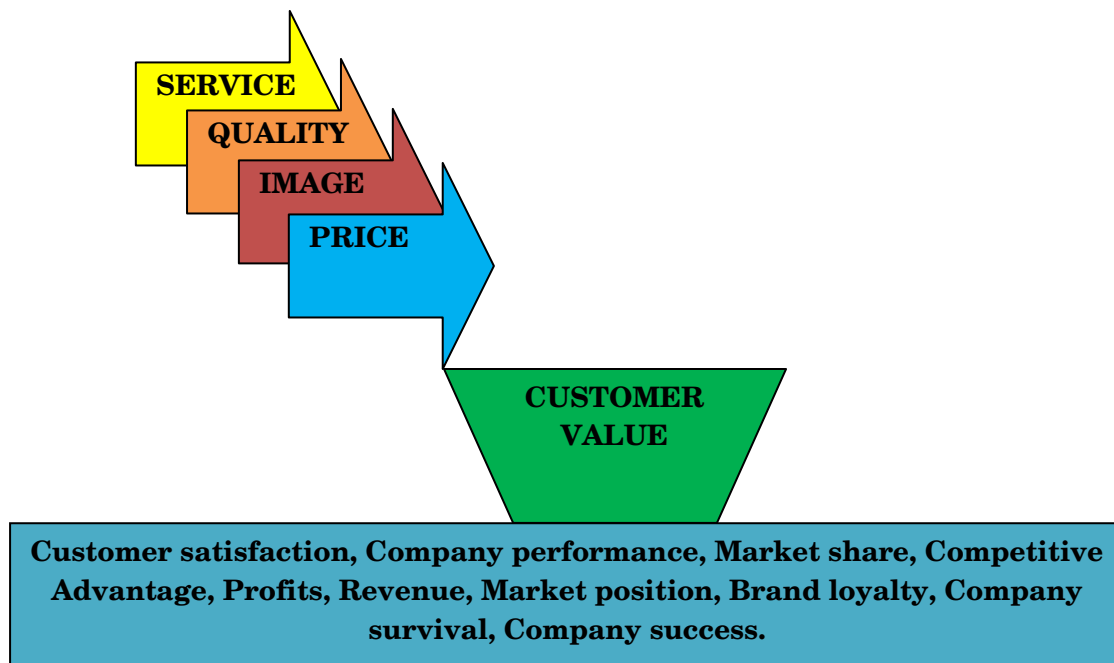 SERVICE
QUALITY
IMAGE
PRICE
CUSTOMER
VALUE
Customer satisfaction, Company performance, Market share, Competitive
Advantage, Profits, Revenue, Market position, Brand loyalty, Company
survival, Company success.